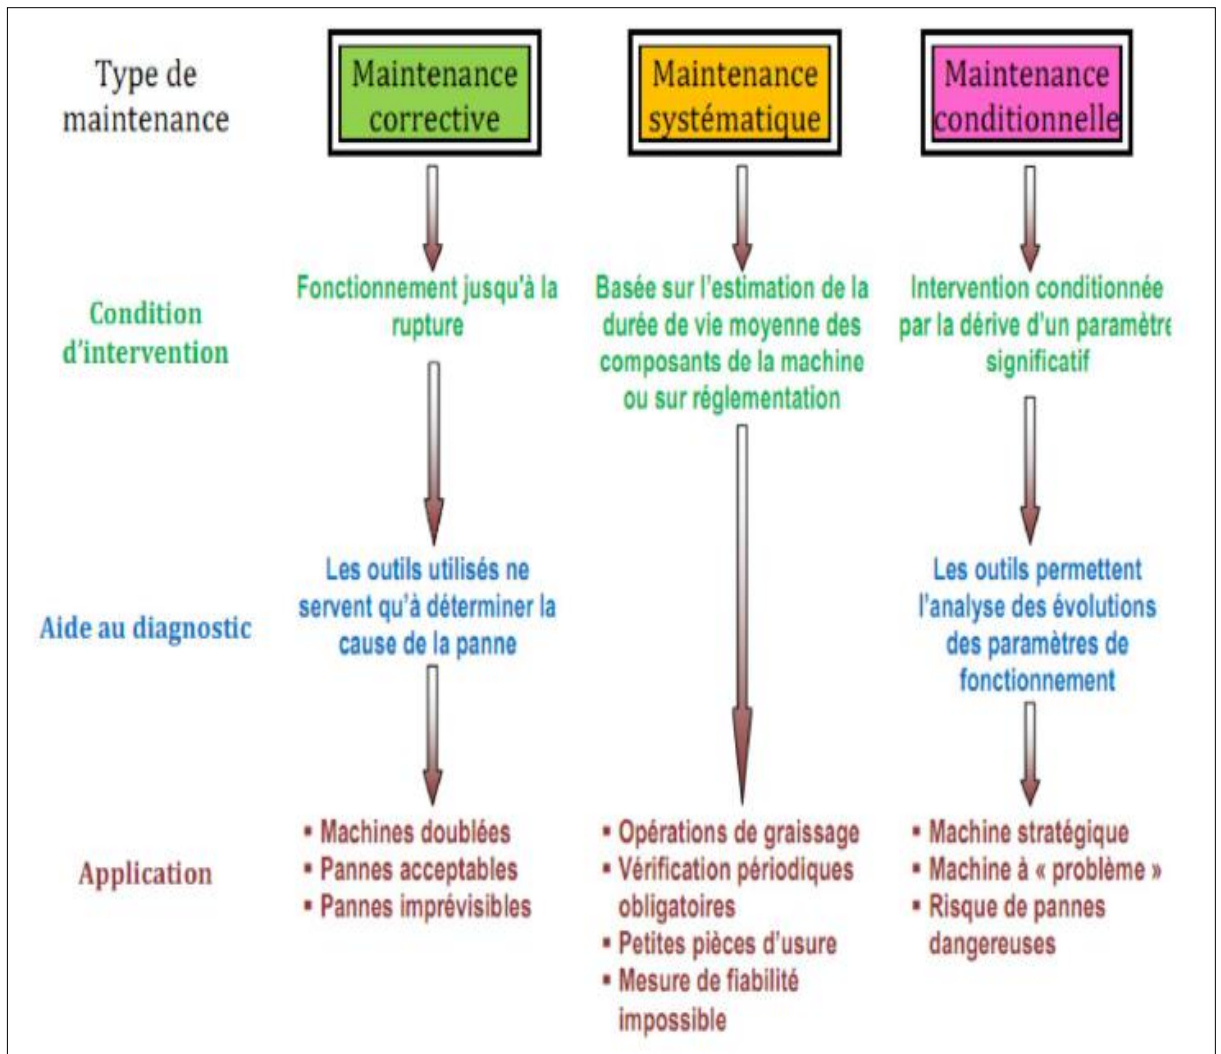 Type de
maintenance
Maintenance
corrective
Maintenance
systématique
Maintenance
conditionnelle
Condition
d'intervention
Fonctionnement jusqu'à la
rupture
Basée sur l'estimation de la
durée de vie moyenne des
composants de la machine
ou sur réglementation
Intervention conditionnée
par la dérive d'un paramètre
significatif
Aide au diagnostic
Les outils utilisés ne
servent qu'à déterminer la
cause de la panne
Les outils permettent
l'analyse des évolutions
des paramètres de
fonctionnement
Application
▪ Machines doublées
▪ Pannes acceptables
▪ Pannes imprévisibles
▪ Opérations de graissage
▪ Vérification périodiques
obligatoires
▪ Petites pièces d'usure
▪ Mesure de fiabilité
impossible
▪ Machine stratégique
▪ Machine à « problème »
▪ Risque de pannes
dangereuses